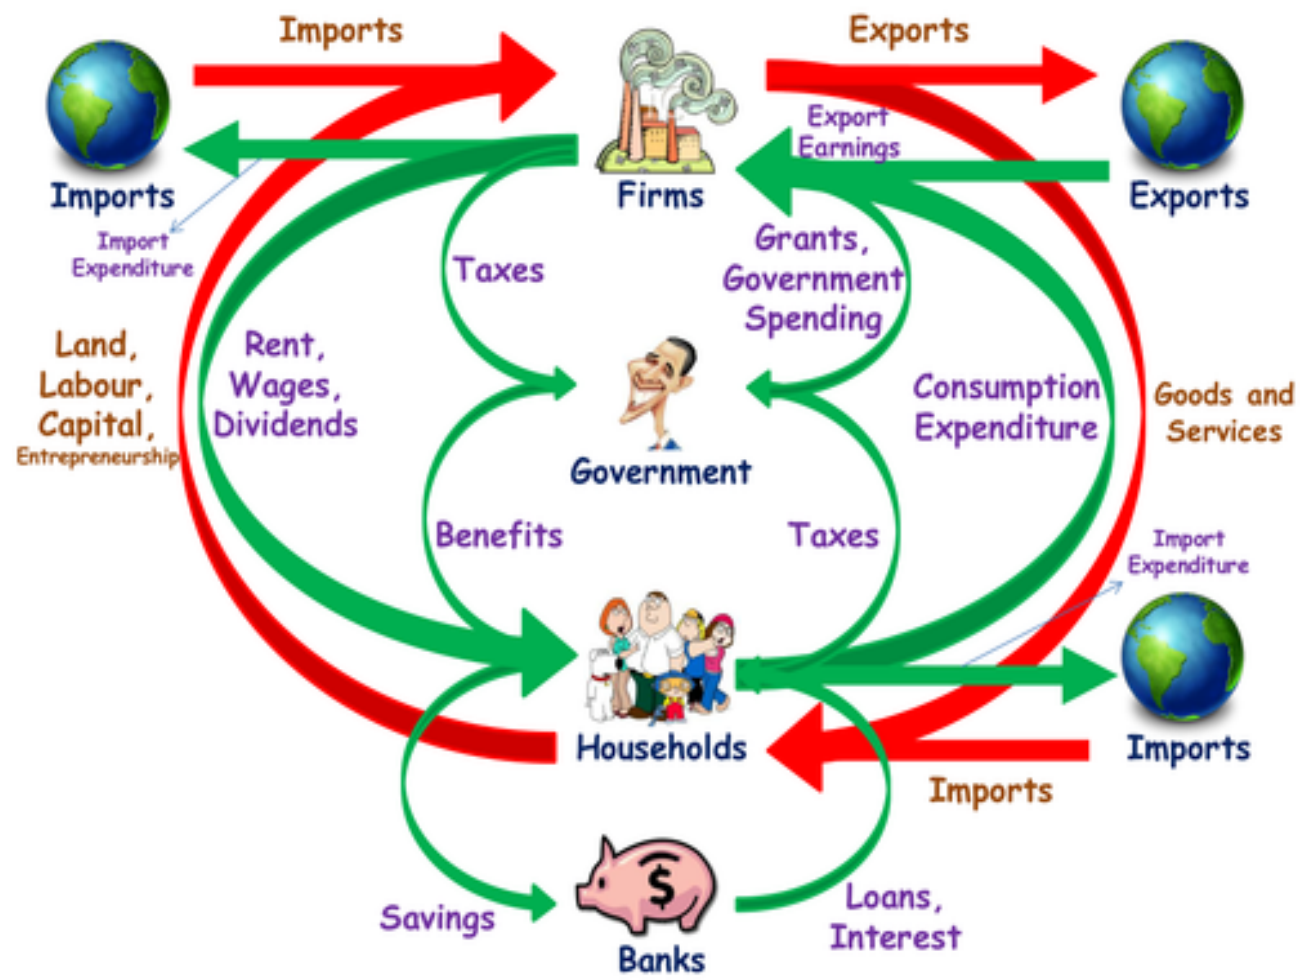 Imports
Exports
Export
Earnings
Imports
Firms
Exports
Import
Expenditure
Taxes
Grants,
Government
Spending
Land,
Labour,
Capital,
Entrepreneurship
Rent,
Wages,
Dividends
Consumption
Expenditure
Goods and
Services
Government
Benefits
Taxes
Import
Expenditure
Households
Imports
Imports
$
Savings
Loans,
Interest
Banks